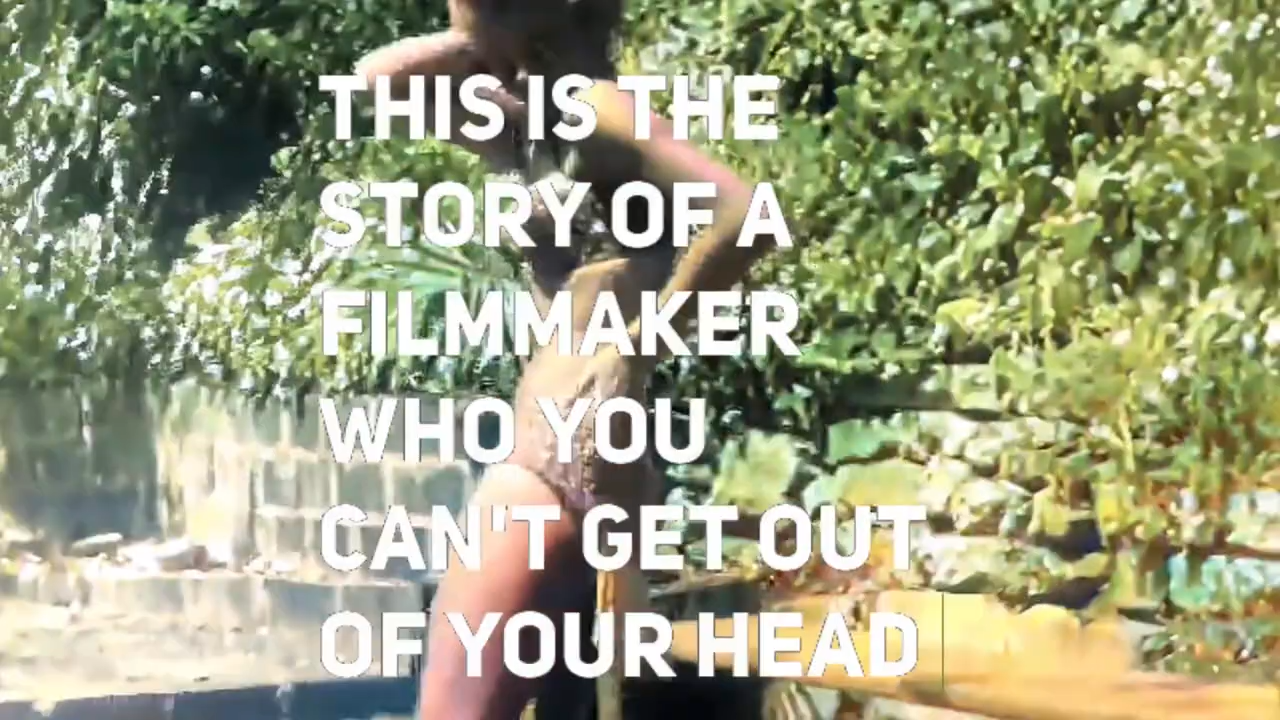 THIS IS THE
STORY OF A
FILMMAKER
WHO YOU
CAN'T GET OUT
OF YOUR HEAD